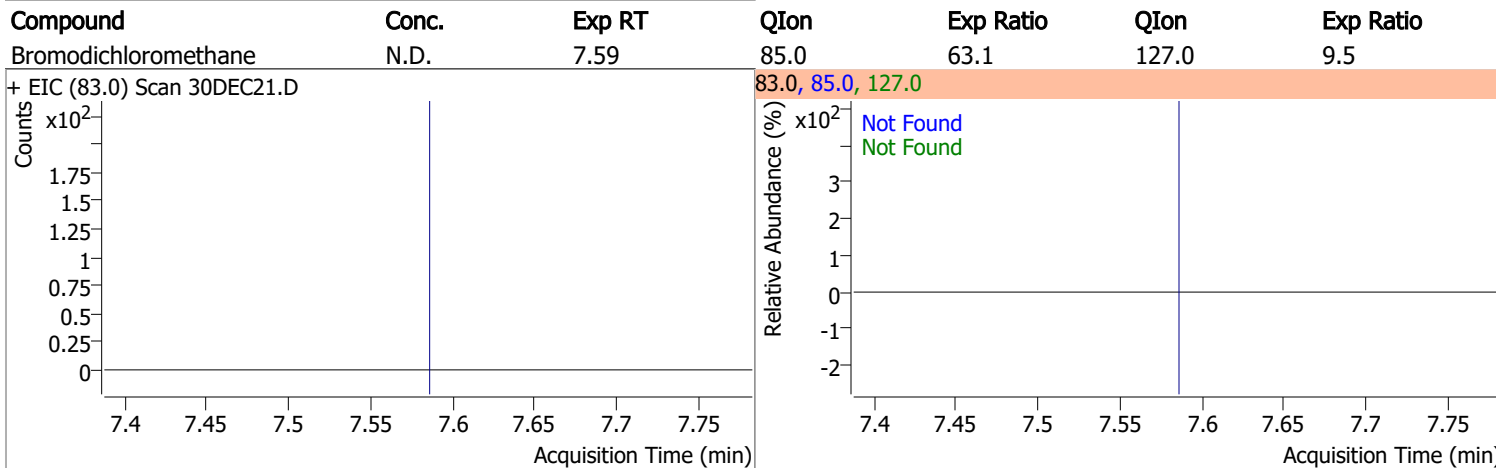 Compound Conc. Exp RT QIon Exp Ratio QIon Exp Ratio
Bromodichloromethane N.D. 7.59 85.0 63.1 127.0 9.5
+ EIC (83.0) Scan 30DEC21.D
Counts
x10²
1.75
1.5
1.25
1
0.75
0.5
0.25
0
7.4 7.45 7.5 7.55 7.6 7.65 7.7 7.75
Acquisition Time (min)
83.0, 85.0, 127.0
Relative Abundance (%)
x10²
Not Found
Not Found
3
2
1
0
-1
-2
7.4 7.45 7.5 7.55 7.6 7.65 7.7 7.75
Acquisition Time (min)